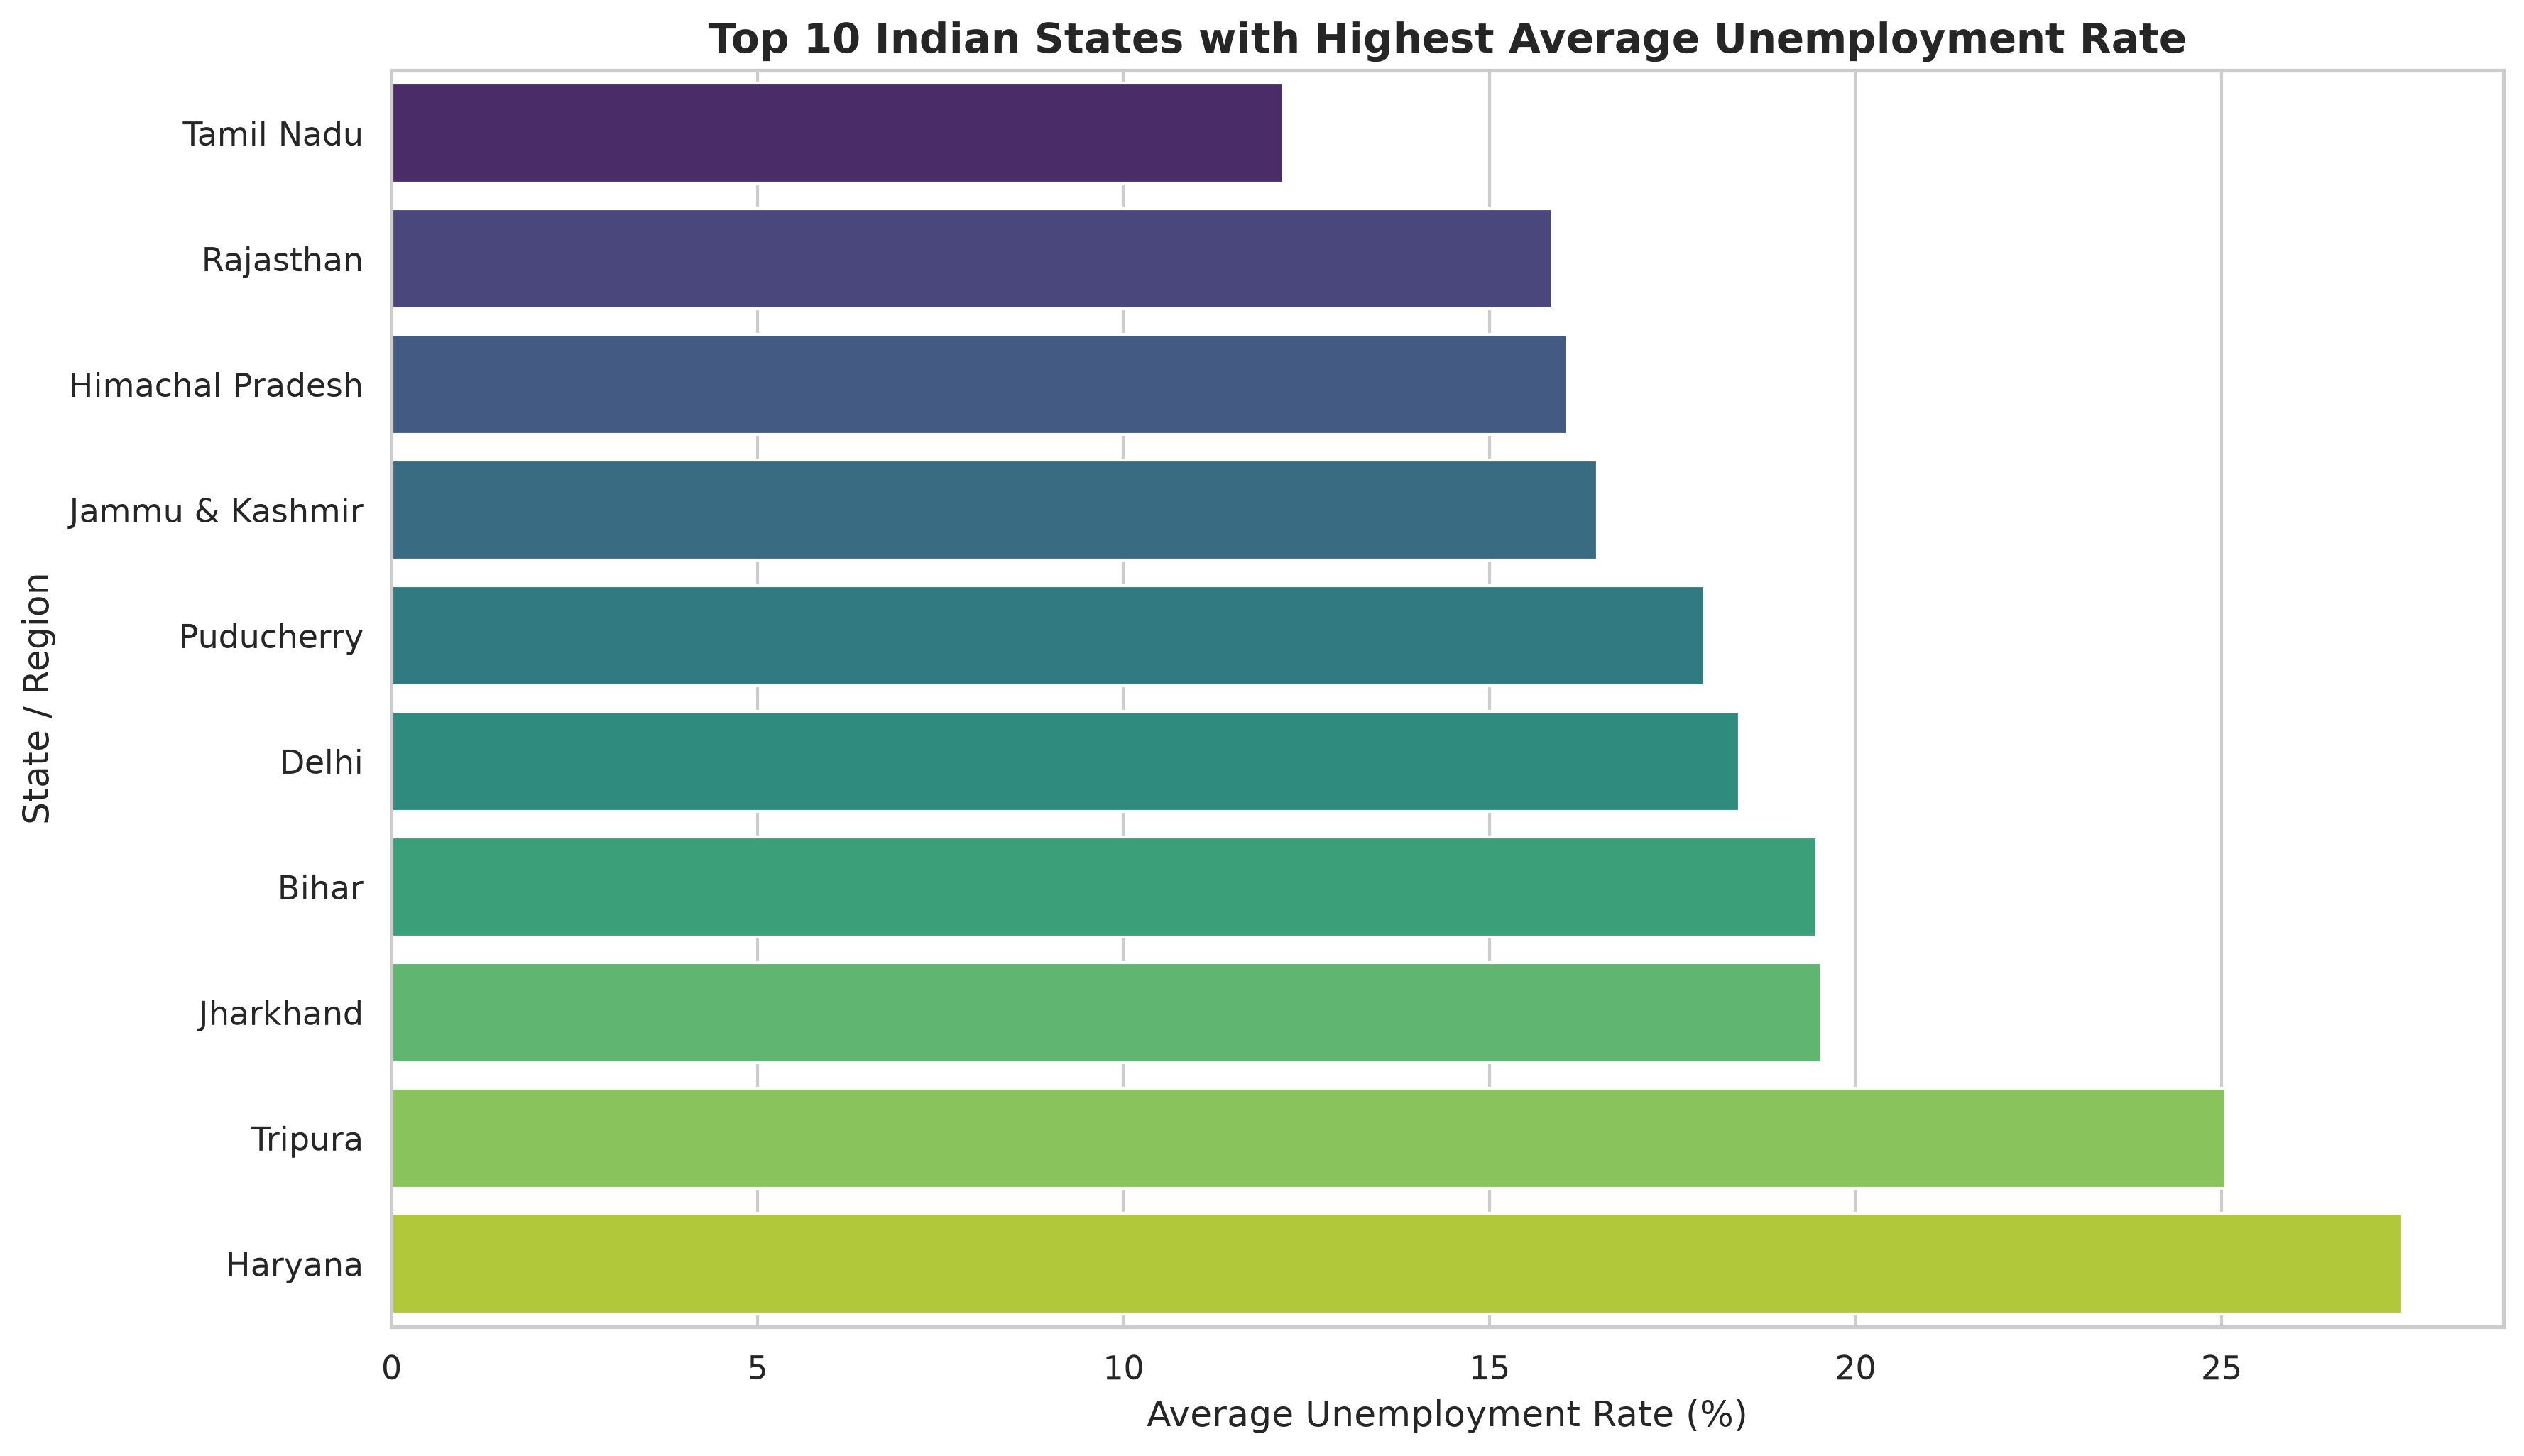 Top 10 Indian States with Highest Average Unemployment Rate
State / Region
Tamil Nadu
Rajasthan
Himachal Pradesh
Jammu & Kashmir
Puducherry
Delhi
Bihar
Jharkhand
Tripura
Haryana
0 5 10 15 20 25
Average Unemployment Rate (%)